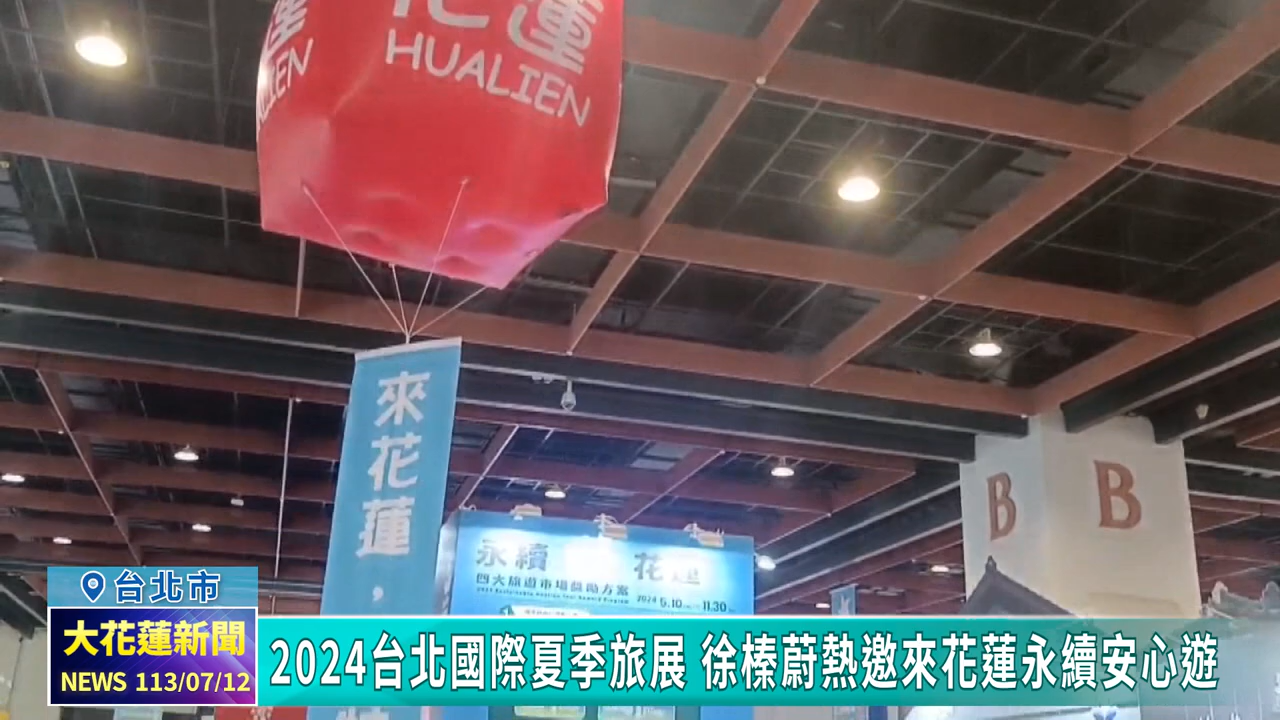 花蓮
HUALIEN
來花蓮，
永續 花蓮
四大旅遊市場獎勵方案
2024 5.10 11.30
B
B
台北市
大花蓮新聞
NEWS 113/07/12
2024台北國際夏季旅展 徐榛蔚熱邀來花蓮永續安心遊